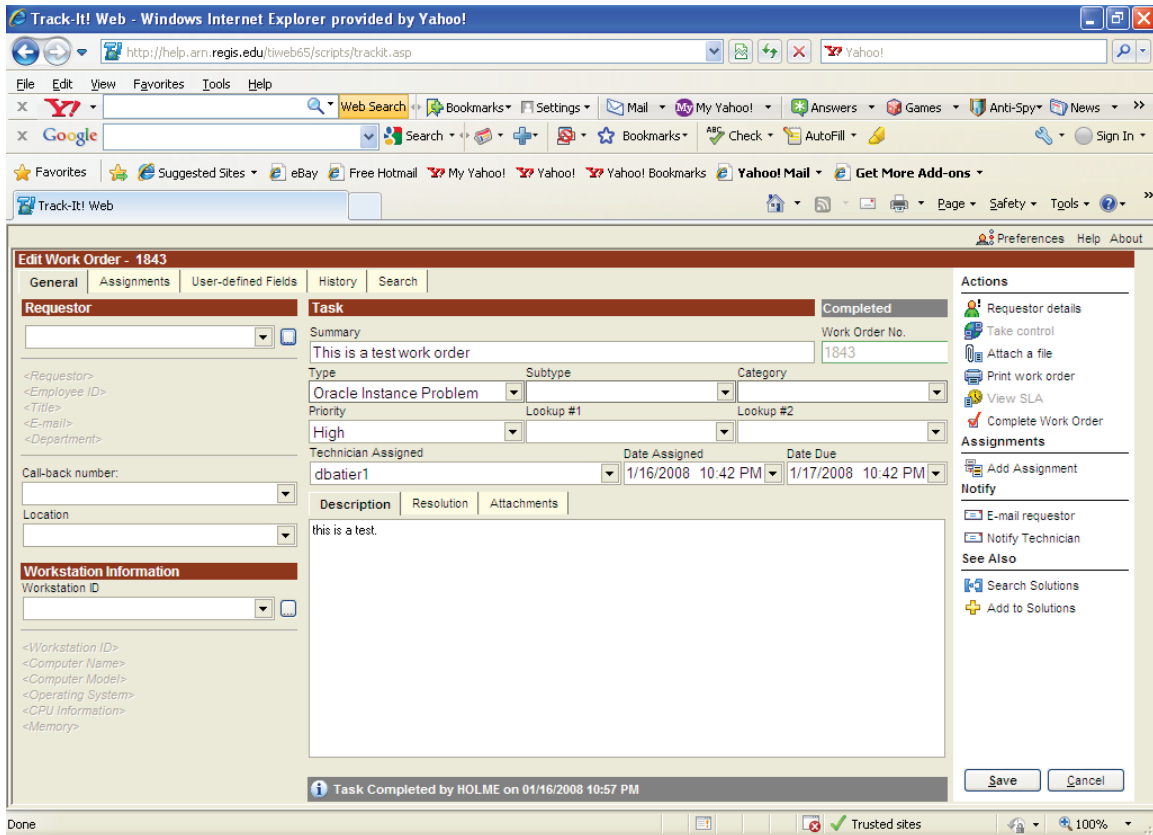 Track-It! Web - Windows Internet Explorer provided by Yahoo!
http://help.arn.regis.edu/tiweb65/scripts/trackit.asp
Yahoo!
File Edit View Favorites Tools Help
x Y! Web Search Bookmarks Settings Mail My Yahoo! Answers Games Anti-Spy News >>
x Google Search Bookmarks ABC Check AutoFill Sign In
Favorites Suggested Sites eBay Free Hotmail My Yahoo! Yahoo! Yahoo! Bookmarks Yahoo! Mail Get More Add-ons
Track-It! Web Page Safety Tools >>
Preferences Help About
Edit Work Order - 1843
General Assignments User-defined Fields History Search
Requestor
<Requestor>
<Employee ID>
<Title>
<E-mail>
<Department>
Call-back number:
Location
Workstation Information
Workstation ID
<Workstation ID>
<Computer Name>
<Computer Model>
<Operating System>
<CPU Information>
<Memory>
Task Completed
Summary Work Order No.
This is a test work order 1843
Type Subtype Category
Oracle Instance Problem
Priority Lookup #1 Lookup #2
High
Technician Assigned Date Assigned Date Due
dbatier1 1/16/2008 10:42 PM 1/17/2008 10:42 PM
Description Resolution Attachments
this is a test.
Task Completed by HOLME on 01/16/2008 10:57 PM
Actions
Requestor details
Take control
Attach a file
Print work order
View SLA
Complete Work Order
Assignments
Add Assignment
Notify
E-mail requestor
Notify Technician
See Also
Search Solutions
Add to Solutions
Save Cancel
Done Trusted sites 100%